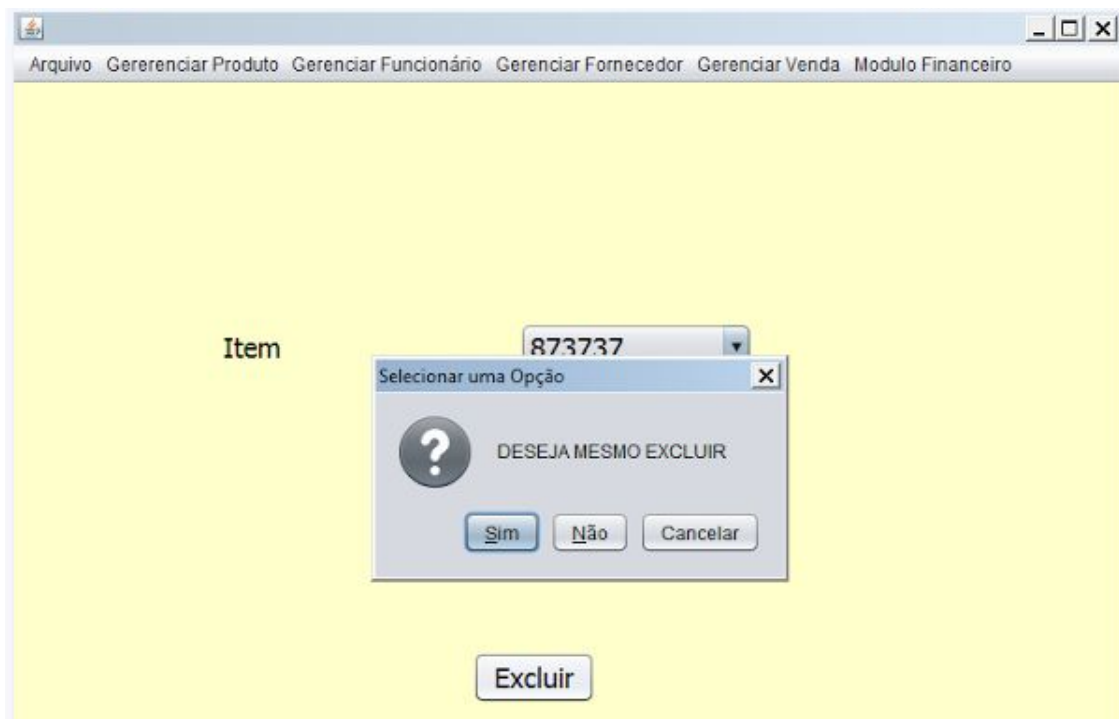 Arquivo Gererenciar Produto Gerenciar Funcionário Gerenciar Fornecedor Gerenciar Venda Modulo Financeiro
Item 873737
Selecionar uma Opção
DESEJA MESMO EXCLUIR
Sim Não Cancelar
Excluir